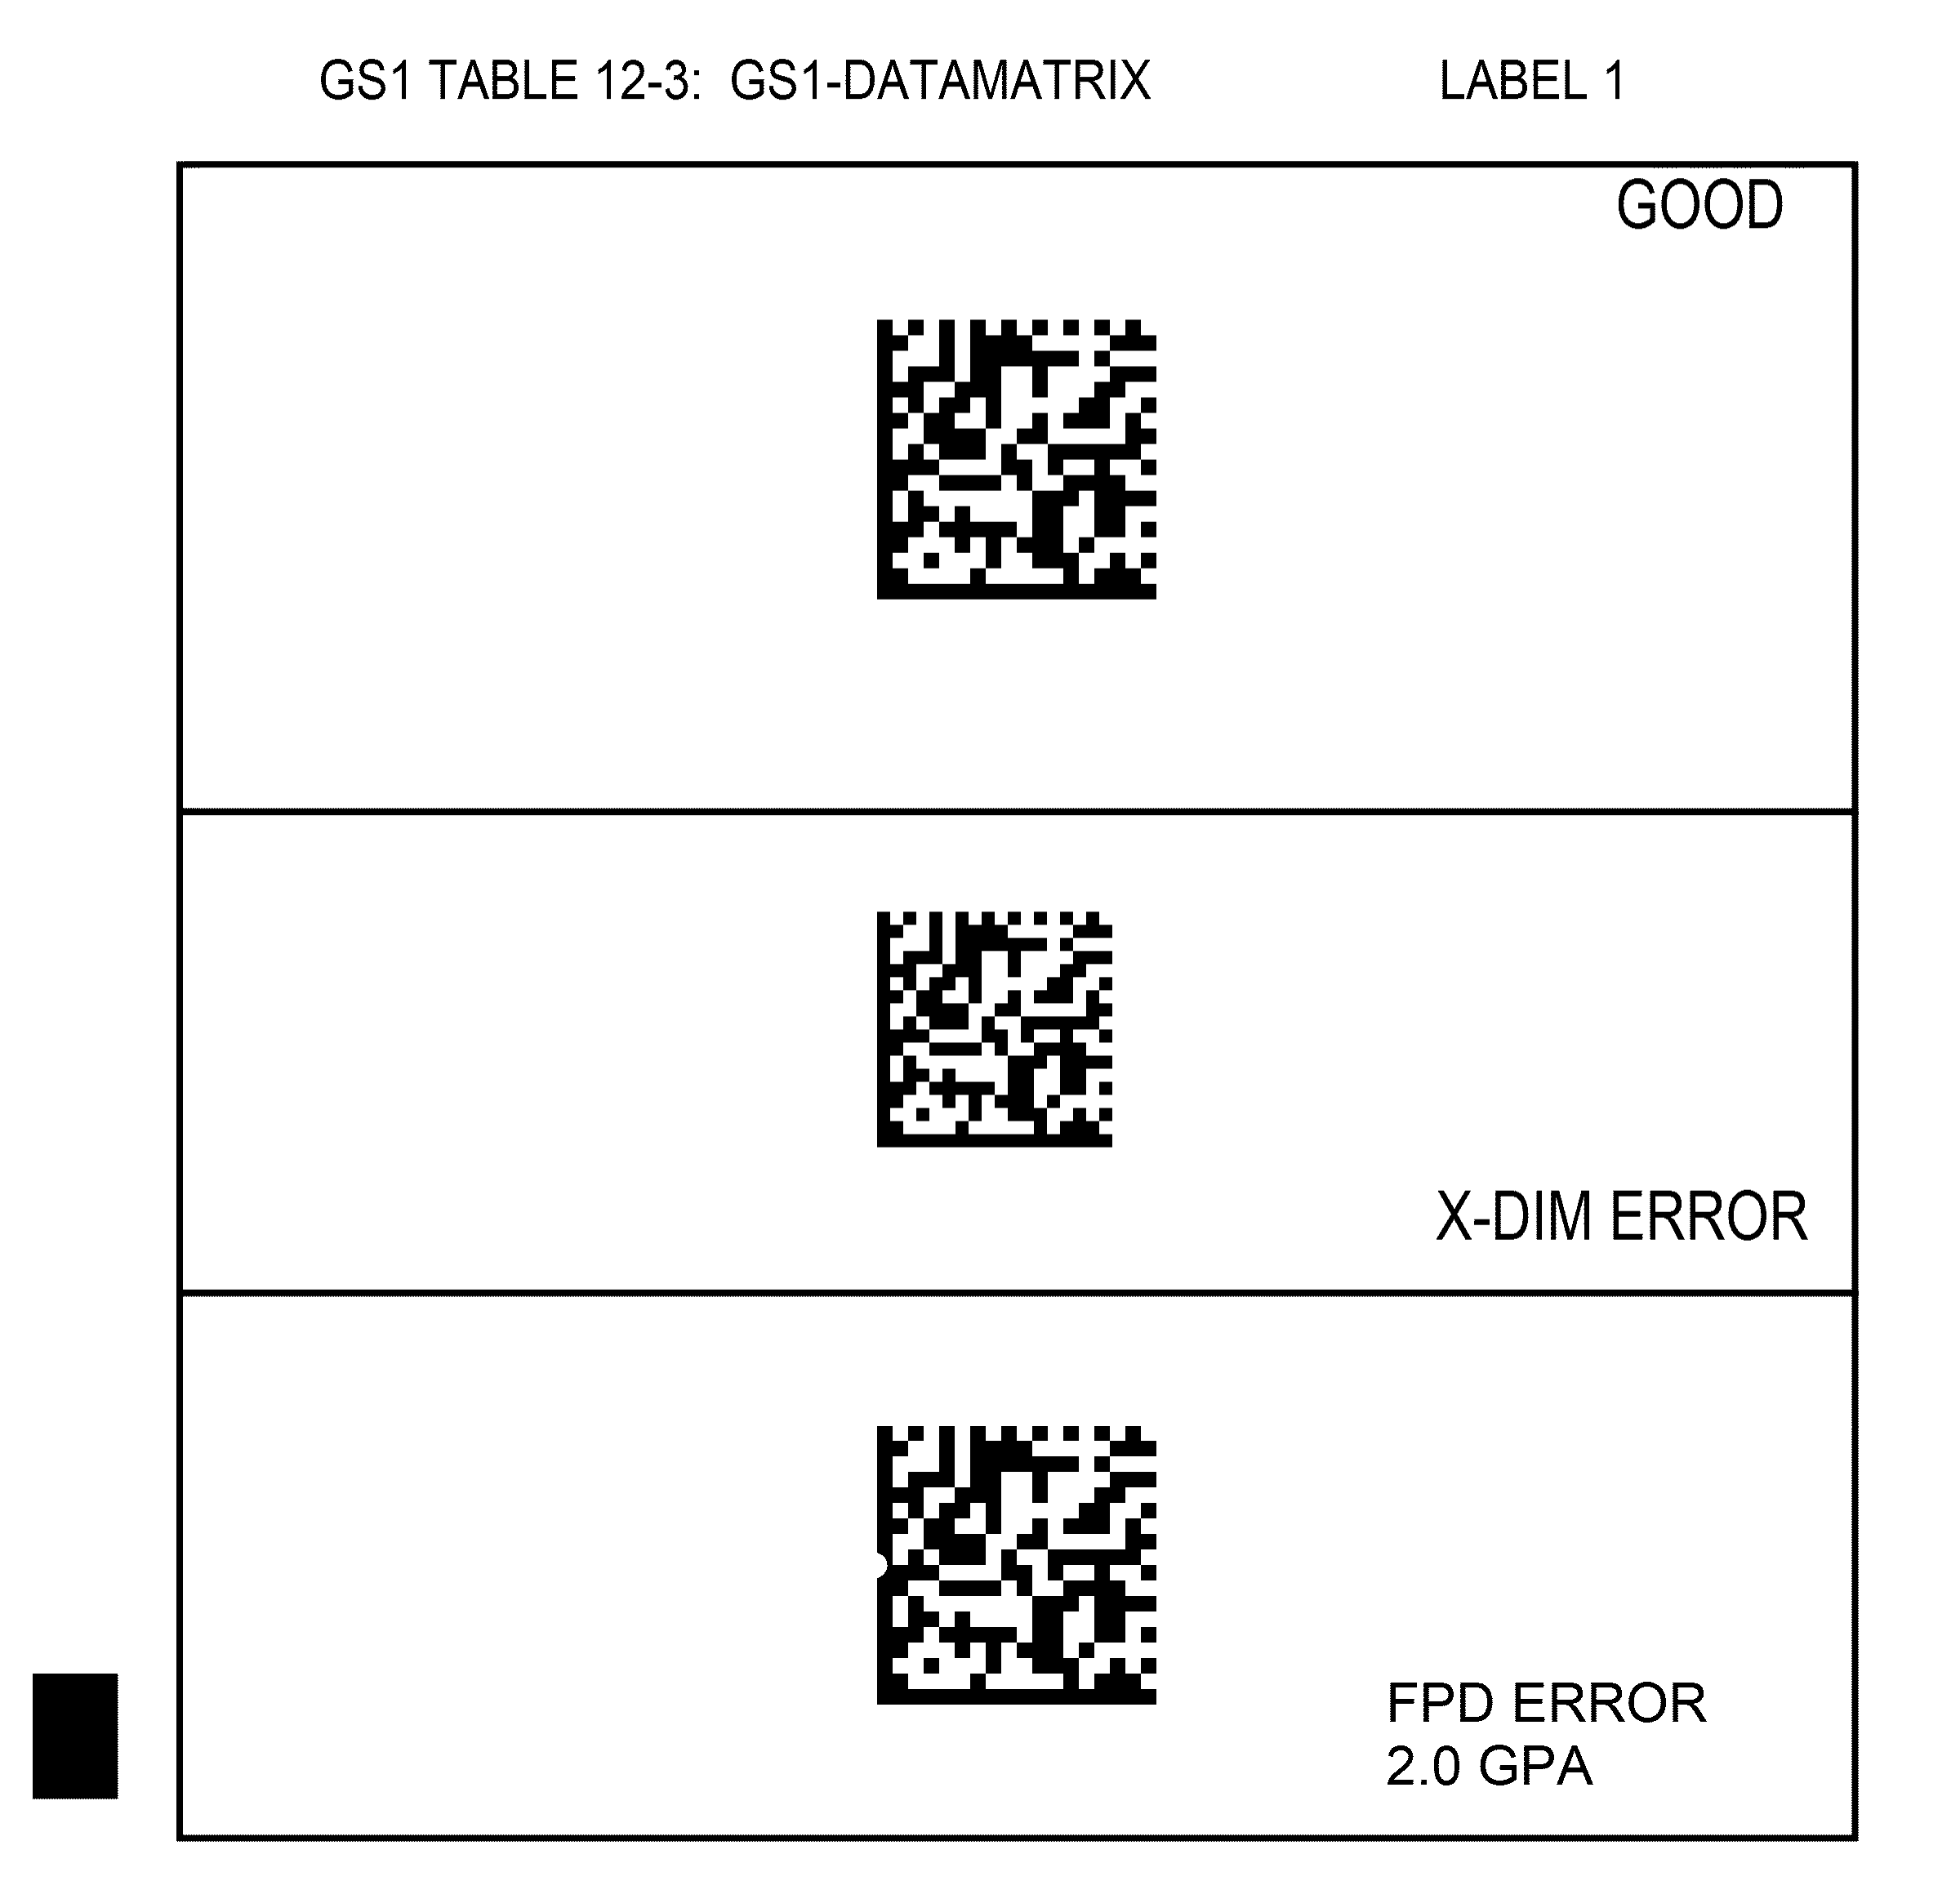 GS1 TABLE 12-3: GS1-DATAMATRIX LABEL 1
GOOD
X-DIM ERROR
FPD ERROR
2.0 GPA